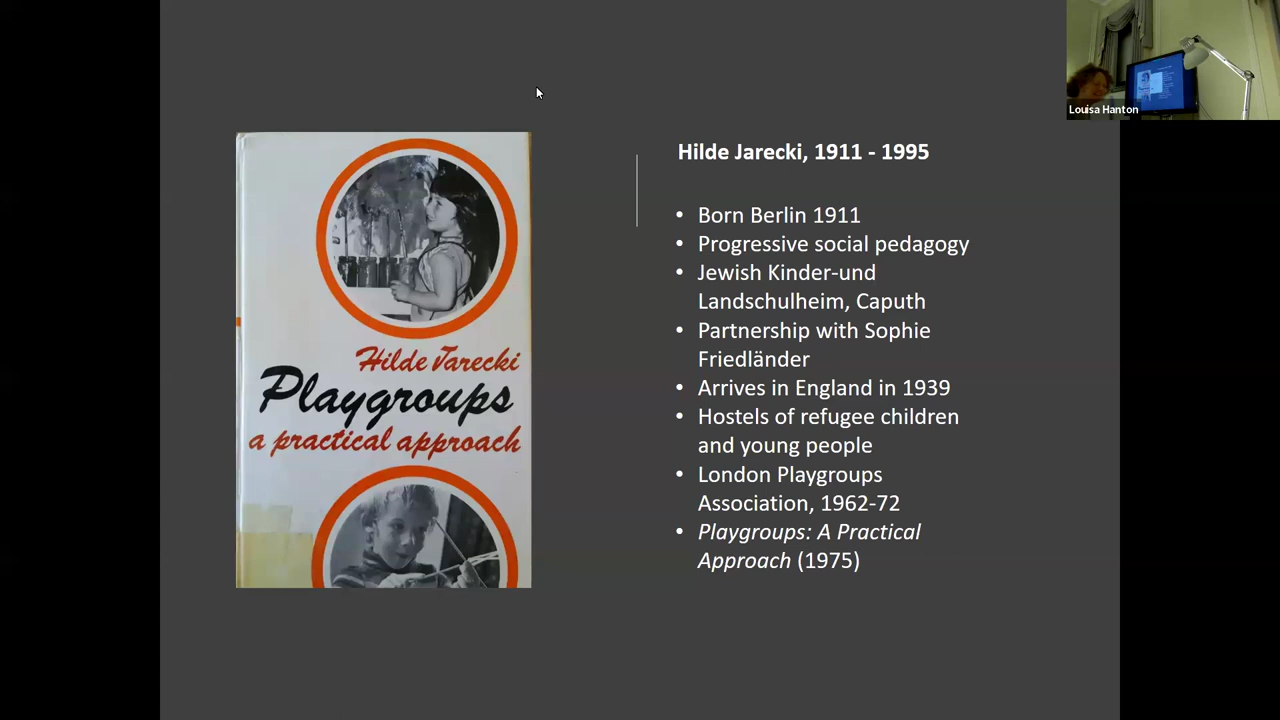 Louisa Hanton
Hilde Jarecki
Playgroups
a practical approach
Hilde Jarecki, 1911 - 1995
• Born Berlin 1911
• Progressive social pedagogy
• Jewish Kinder-und
Landschulheim, Caputh
• Partnership with Sophie
Friedländer
• Arrives in England in 1939
• Hostels of refugee children
and young people
• London Playgroups
Association, 1962-72
• Playgroups: A Practical
Approach (1975)